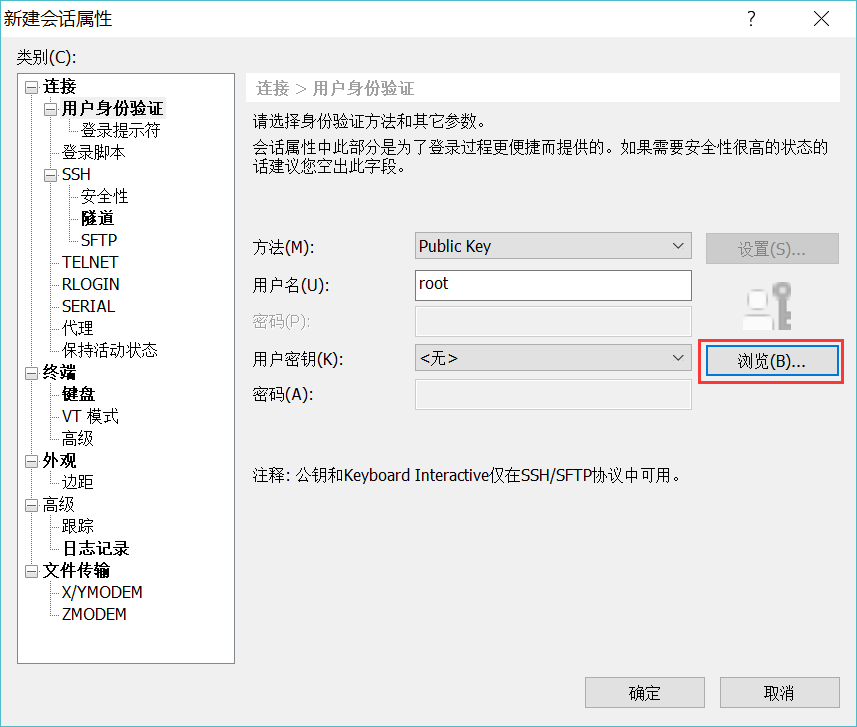 新建会话属性
?
类别(C):
连接
用户身份验证
登录提示符
登录脚本
SSH
安全性
隧道
SFTP
TELNET
RLOGIN
SERIAL
代理
保持活动状态
终端
键盘
VT 模式
高级
外观
边距
高级
跟踪
日志记录
文件传输
X/YMODEM
ZMODEM
连接 > 用户身份验证
请选择身份验证方法和其它参数。
会话属性中此部分是为了登录过程更便捷而提供的。如果需要安全性很高的状态的
话建议您空出此字段。
方法(M):
Public Key
设置(S)...
用户名(U):
root
密码(P):
用户密钥(K):
<无>
浏览(B)...
密码(A):
注释: 公钥和Keyboard Interactive仅在SSH/SFTP协议中可用。
确定
取消